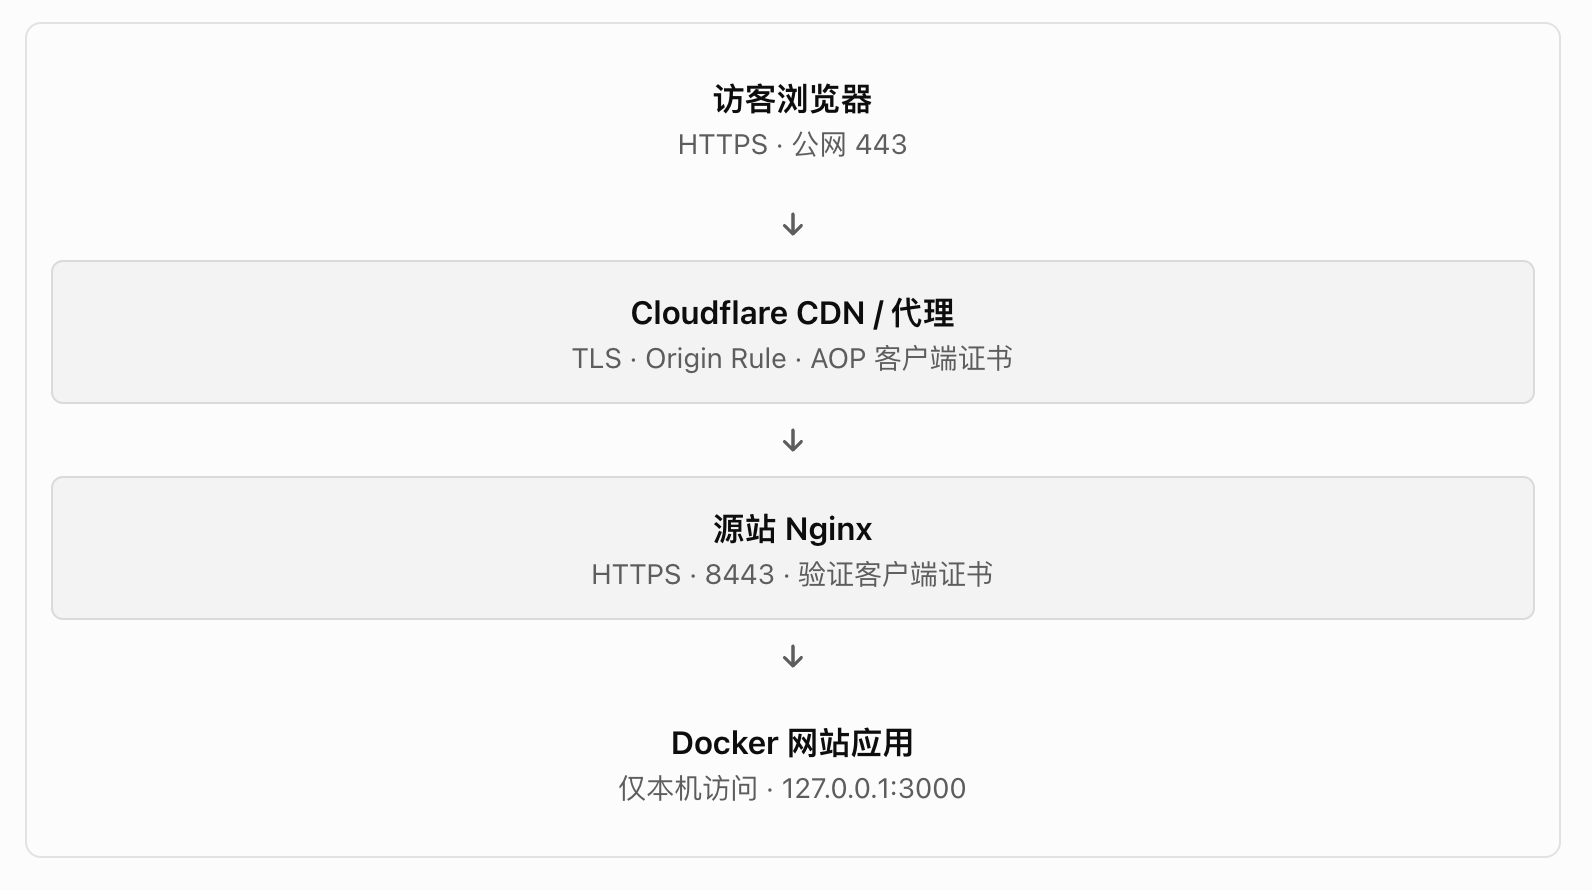 访客浏览器
HTTPS · 公网 443
↓
Cloudflare CDN / 代理
TLS · Origin Rule · AOP 客户端证书
↓
源站 Nginx
HTTPS · 8443 · 验证客户端证书
↓
Docker 网站应用
仅本机访问 · 127.0.0.1:3000